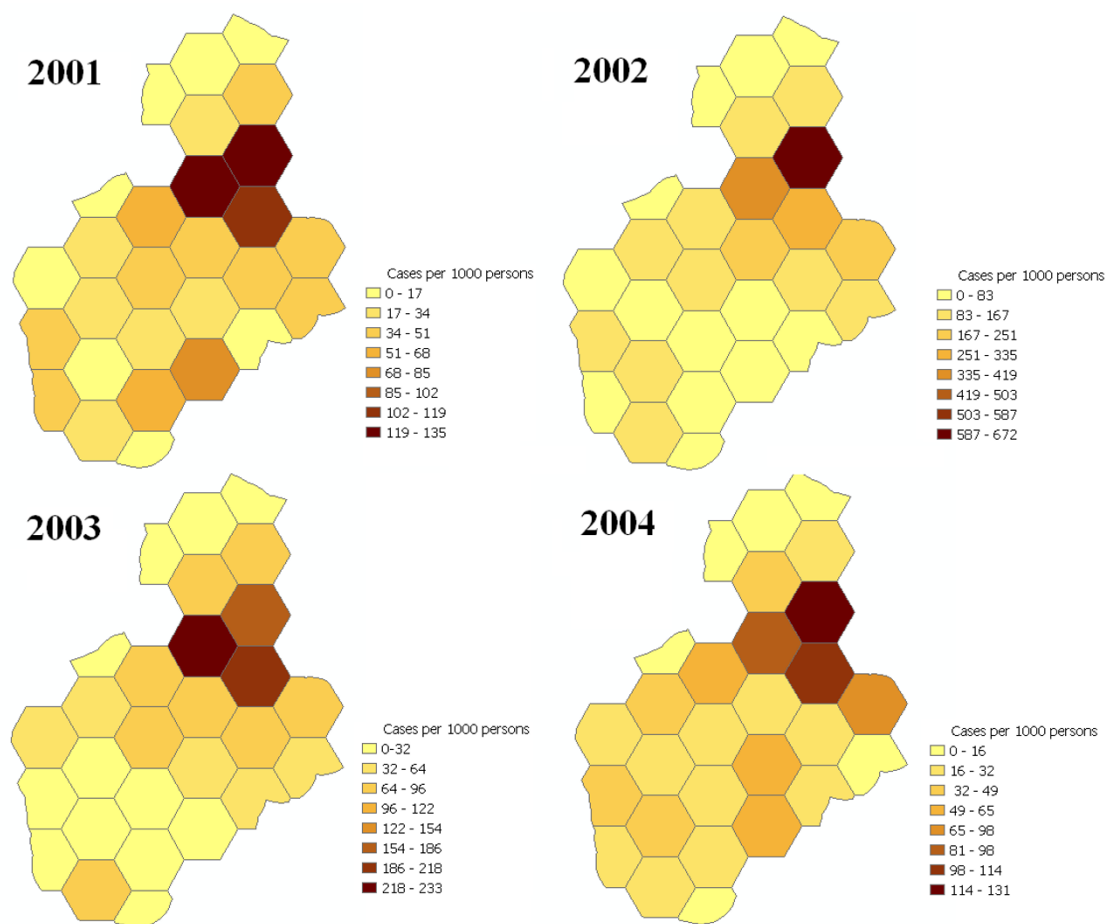 2001
Cases per 1000 persons
0 - 17
17 - 34
34 - 51
51 - 68
68 - 85
85 - 102
102 - 119
119 - 135
2002
Cases per 1000 persons
0 - 83
83 - 167
167 - 251
251 - 335
335 - 419
419 - 503
503 - 587
587 - 672
2003
Cases per 1000 persons
0-32
32 - 64
64 - 96
96 - 122
122 - 154
154 - 186
186 - 218
218 - 233
2004
Cases per 1000 persons
0 - 16
16 - 32
32 - 49
49 - 65
65 - 98
81 - 98
98 - 114
114 - 131